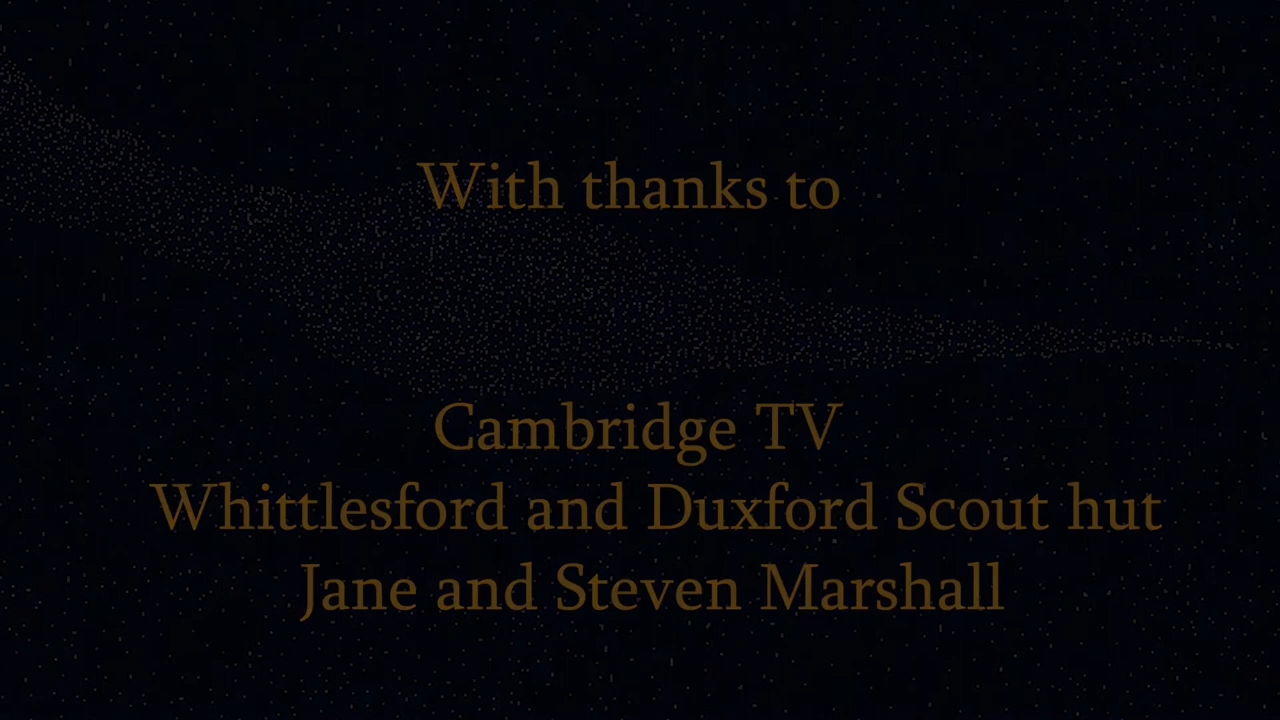 With thanks to
Cambridge TV
Whittlesford and Duxford Scout hut
Jane and Steven Marshall